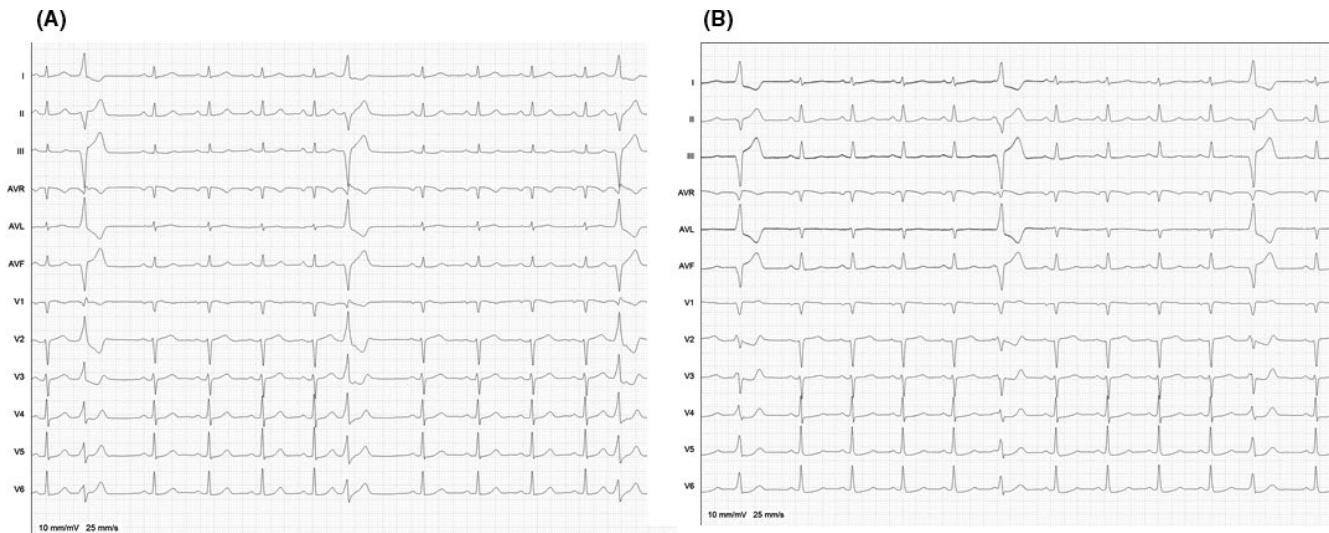 (A)
I
II
III
AVR
AVL
AVF
V1
V2
V3
V4
V5
V6
10 mm/mV 25 mm/s
(B)
I
II
III
AVR
AVL
AVF
V1
V2
V3
V4
V5
V6
10 mm/mV 25 mm/s